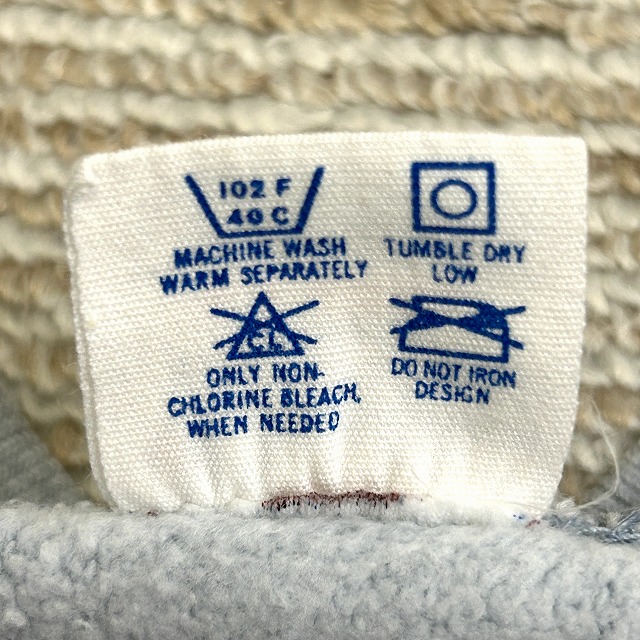 102 F
40 C
MACHINE WASH
WARM SEPARATELY
TUMBLE DRY
LOW
CL
ONLY NON-
CHLORINE BLEACH,
WHEN NEEDED
DO NOT IRON
DESIGN